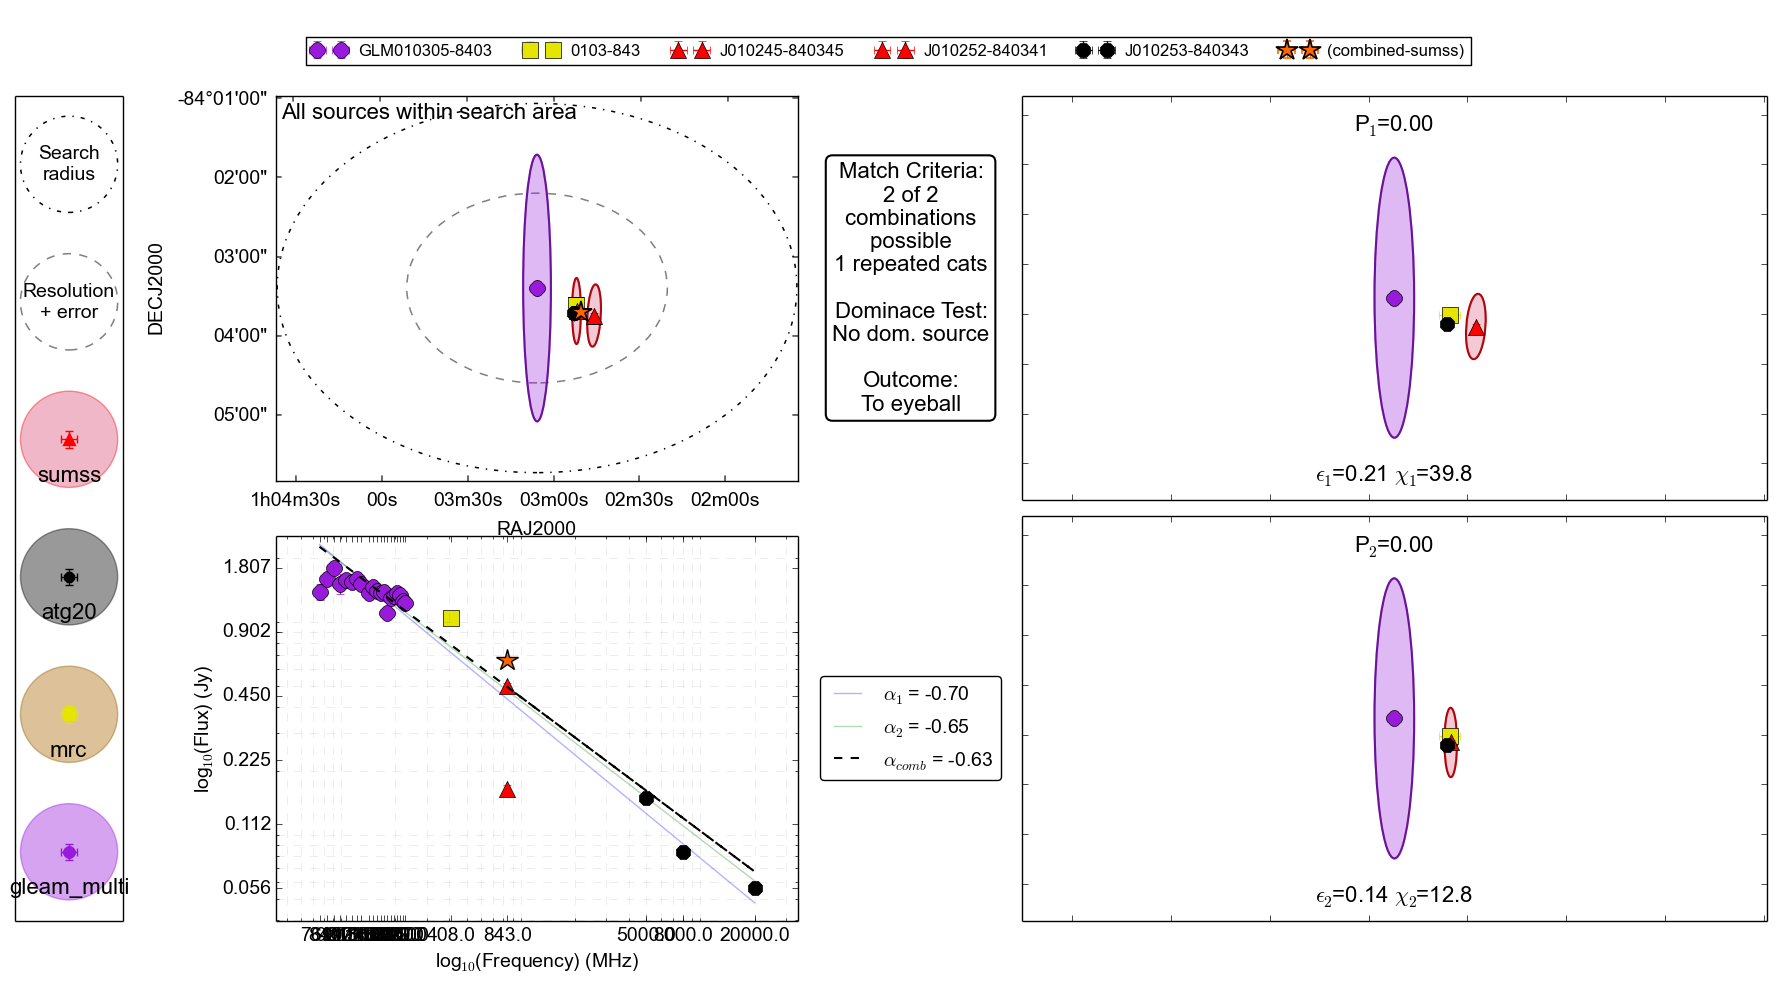 GLM010305-8403
0103-843
J010245-840345
J010252-840341
J010253-840343
(combined-sumss)
Search
radius
Resolution
+ error
sumss
atg20
mrc
gleam_multi
All sources within search area
-84°01'00"
02'00"
03'00"
04'00"
05'00"
DECJ2000
1h04m30s
00s
03m30s
03m00s
02m30s
02m00s
RAJ2000
Match Criteria:
2 of 2
combinations
possible
1 repeated cats
Dominace Test:
No dom. source
Outcome:
To eyeball
P1=0.00
ϵ1=0.21 χ1=39.8
P2=0.00
ϵ2=0.14 χ2=12.8
1.807
0.902
0.450
0.225
0.112
0.056
log10(Flux) (Jy)
408.0
843.0
5000.0
8000.0
20000.0
log10(Frequency) (MHz)
α1 = -0.70
α2 = -0.65
αcomb = -0.63